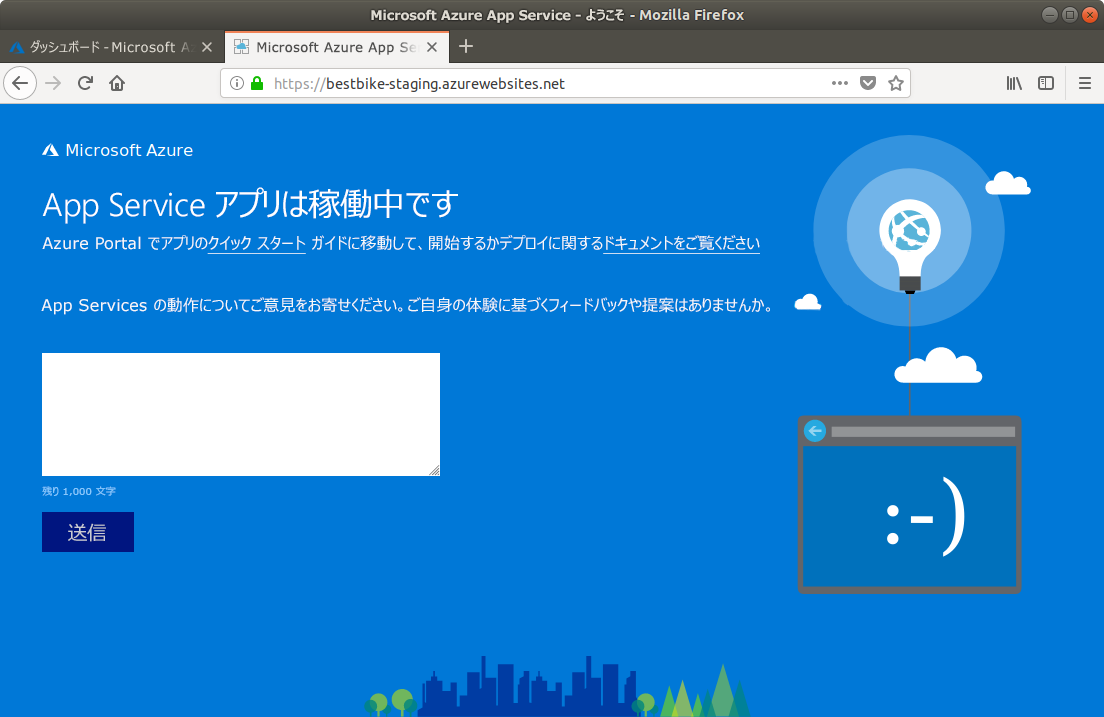 Microsoft Azure App Service - ようこそ - Mozilla Firefox
ダッシュボード - Microsoft A
Microsoft Azure App Se
https://bestbike-staging.azurewebsites.net
Microsoft Azure
App Service アプリは稼働中です
Azure Portal でアプリのクイック スタート ガイドに移動して、開始するかデプロイに関するドキュメントをご覧ください
App Services の動作についてご意見をお寄せください。ご自身の体験に基づくフィードバックや提案はありませんか。
残り 1,000 文字
送信
:-)